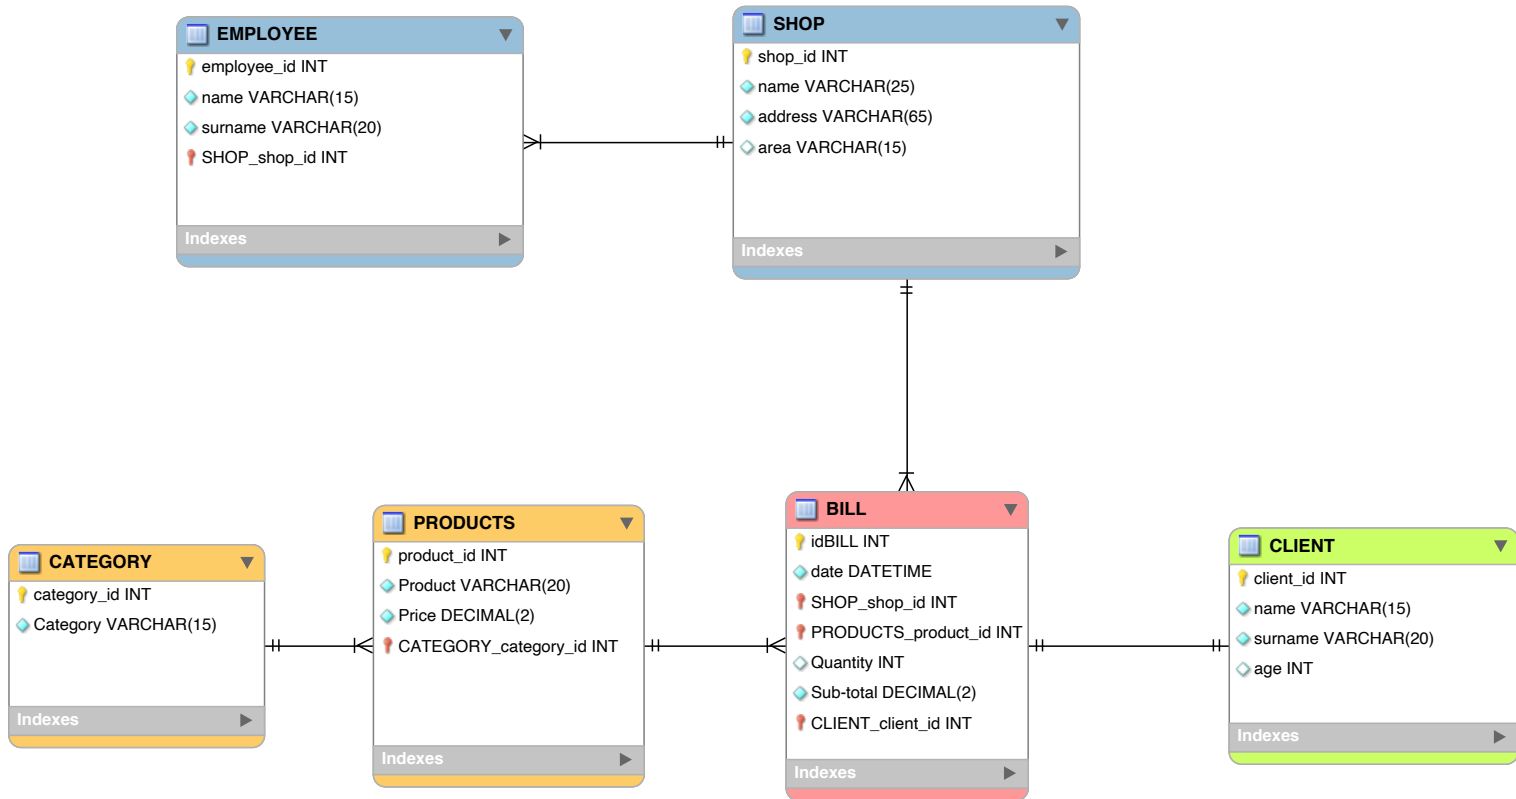 EMPLOYEE
employee_id INT
name VARCHAR(15)
surname VARCHAR(20)
SHOP_shop_id INT
Indexes
SHOP
shop_id INT
name VARCHAR(25)
address VARCHAR(65)
area VARCHAR(15)
Indexes
CATEGORY
category_id INT
Category VARCHAR(15)
Indexes
PRODUCTS
product_id INT
Product VARCHAR(20)
Price DECIMAL(2)
CATEGORY_category_id INT
Indexes
BILL
idBILL INT
date DATETIME
SHOP_shop_id INT
PRODUCTS_product_id INT
Quantity INT
Sub-total DECIMAL(2)
CLIENT_client_id INT
Indexes
CLIENT
client_id INT
name VARCHAR(15)
surname VARCHAR(20)
age INT
Indexes